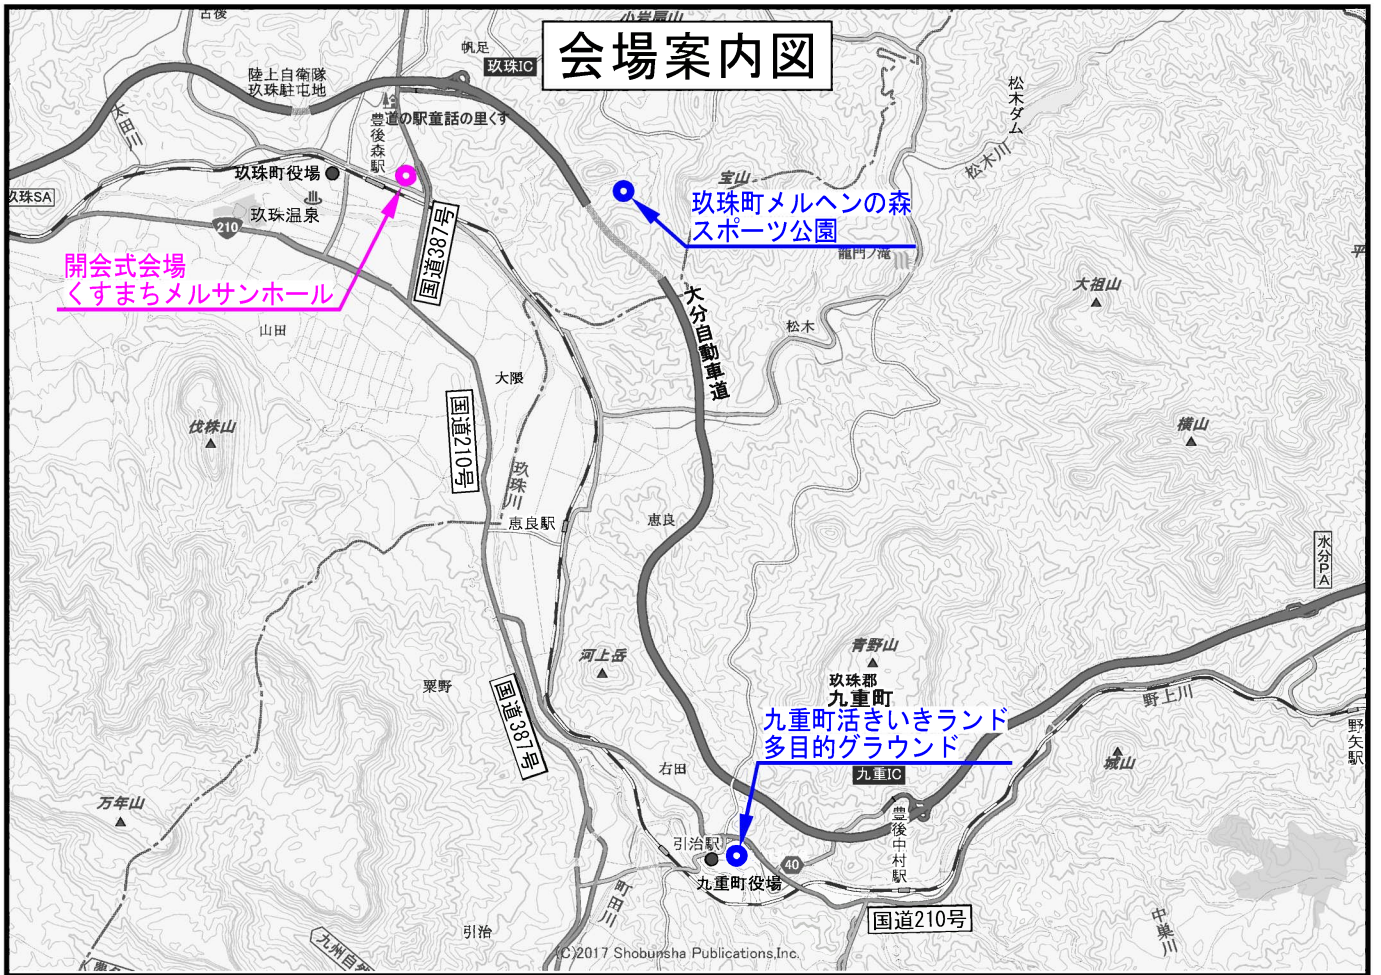 古後
小岩扇山
会場案内図
帆足
玖珠IC
陸上自衛隊
玖珠駐屯地
太田川
道の駅童話の里くす
豊後森駅
松木ダム
松木川
玖珠町役場
玖珠SA
宝山
玖珠町メルヘンの森
スポーツ公園
玖珠温泉
210
国道387号
龍門ノ滝
平
開会式会場
くすまちメルサンホール
大祖山
山田
大分自動車道
松木
大隈
伐株山
国道210号
横山
玖珠川
恵良駅
恵良
水分PA
河上岳
青野山
粟野
国道387号
玖珠郡
九重町
野上川
九重町活きいきランド
多目的グラウンド
野矢駅
右田
九重IC
城山
万年山
豊後中村駅
引治駅
40
九重町役場
町田川
国道210号
中巣川
引治
九州自然
(C)2017 Shobunsha Publications,Inc.